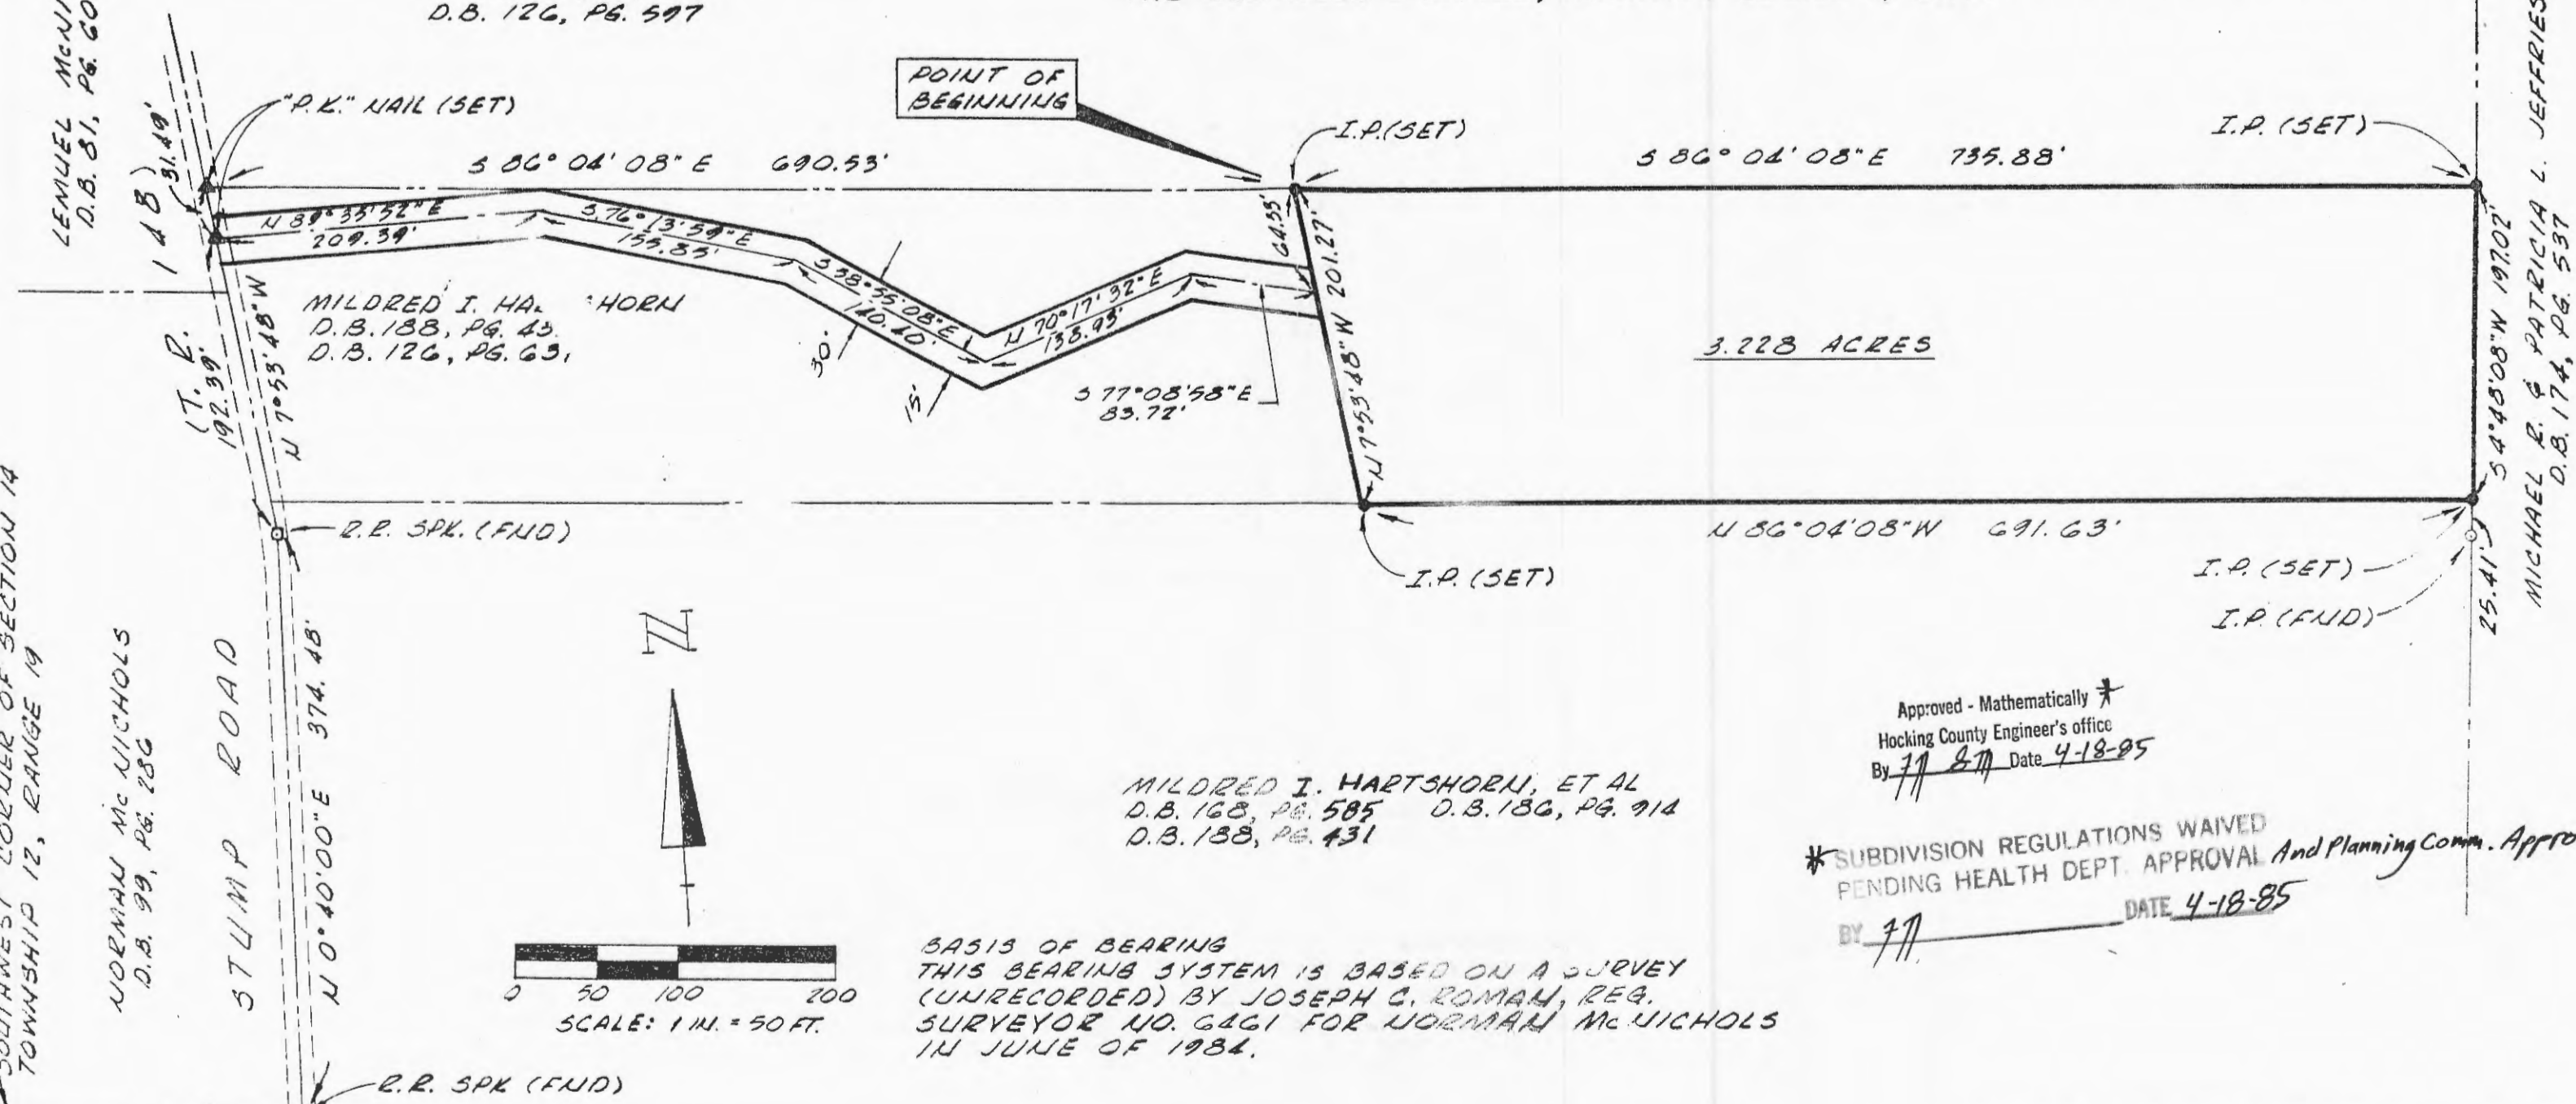 D.B. 126, PG. 597
LEMUEL
D.B. 81, PG. 60
"P.K." NAIL (SET)
31.49'
POINT OF
BEGINNING
I.P. (SET)
I.P. (SET)
S 86° 04' 08" E 690.53'
S 86° 04' 08" E 735.88'
N 89° 35' 52" E
209.39'
S 76° 13' 59" E
155.85'
S 58° 55' 08" E
140.40'
N 70° 17' 32" E
138.93'
S 77° 08' 58" E
83.72'
30'
15'
64.55'
N 7° 53' 48" W 201.27'
3.228 ACRES
S 4° 48' 08" W 197.02'
MICHAEL R. & PATRICIA L. JEFFRIES
D.B. 174, PG. 537
MILDRED I. HA HORN
D.B. 188, PG. 43
D.B. 126, PG. 63
(T. R. 148)
192.39'
N 7° 53' 48" W
R.R. SPK. (FND)
N 86° 04' 08" W 691.63'
I.P. (SET)
I.P. (SET)
I.P. (FND)
25.41'
SOUTHWEST CORNER OF SECTION 14
TOWNSHIP 12, RANGE 19
NORMAN Mc NICHOLS
D.B. 99, PG. 286
STUMP ROAD
N 0° 40' 00" E 374.48'
N
0 50 100 200
SCALE: 1 IN. = 50 FT.
R.R. SPK (FND)
MILDRED I. HARTSHORN, ET AL
D.B. 168, PG. 585 D.B. 186, PG. 914
D.B. 188, PG. 431
BASIS OF BEARING
THIS BEARING SYSTEM IS BASED ON A SURVEY
(UNRECORDED) BY JOSEPH C. ROMAN, REG.
SURVEYOR NO. 6461 FOR NORMAN Mc NICHOLS
IN JUNE OF 1984.
Approved - Mathematically *
Hocking County Engineer's office
By Date 4-18-85
* SUBDIVISION REGULATIONS WAIVED
PENDING HEALTH DEPT. APPROVAL And Planning Comm. Appro
BY DATE 4-18-85